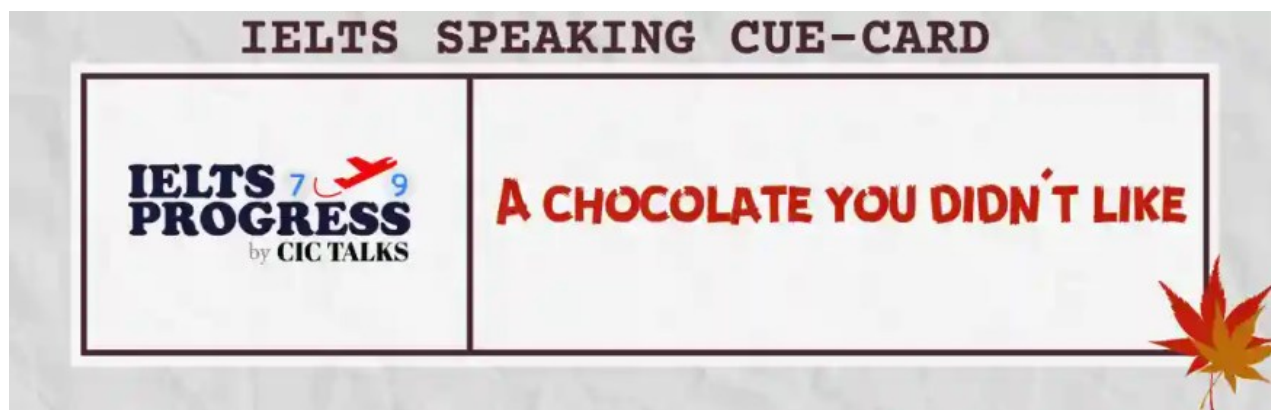 IELTS SPEAKING CUE-CARD
IELTS 7 9
PROGRESS
by CIC TALKS
A CHOCOLATE YOU DIDN'T LIKE